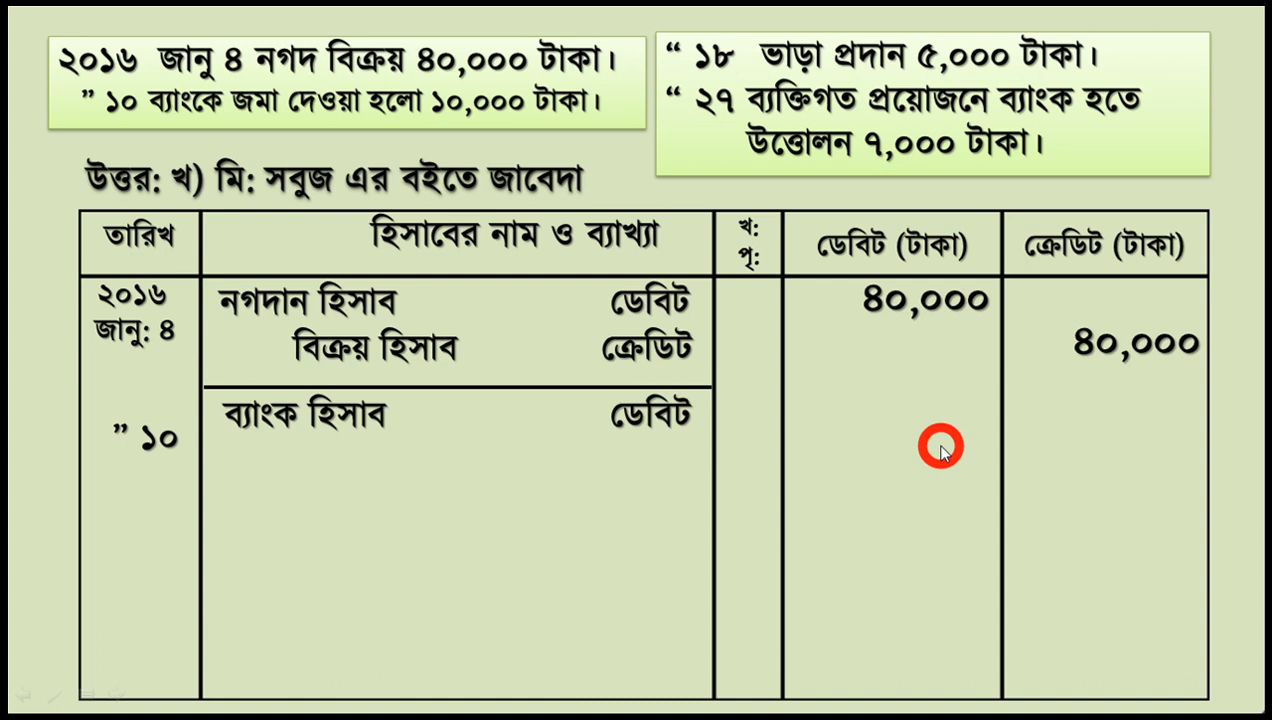 ২০১৬ জানু ৪ নগদ বিক্রয় ৪০,০০০ টাকা।
” ১০ ব্যাংকে জমা দেওয়া হলো ১০,০০০ টাকা।
“ ১৮ ভাড়া প্রদান ৫,০০০ টাকা।
“ ২৭ ব্যক্তিগত প্রয়োজনে ব্যাংক হতে
উত্তোলন ৭,০০০ টাকা।
উত্তর: খ) মি: সবুজ এর বইতে জাবেদা
তারিখ হিসাবের নাম ও ব্যাখ্যা খ: পৃ: ডেবিট (টাকা) ক্রেডিট (টাকা)
২০১৬ নগদান হিসাব ডেবিট ৪০,০০০
জানু: ৪ বিক্রয় হিসাব ক্রেডিট ৪০,০০০
” ১০ ব্যাংক হিসাব ডেবিট